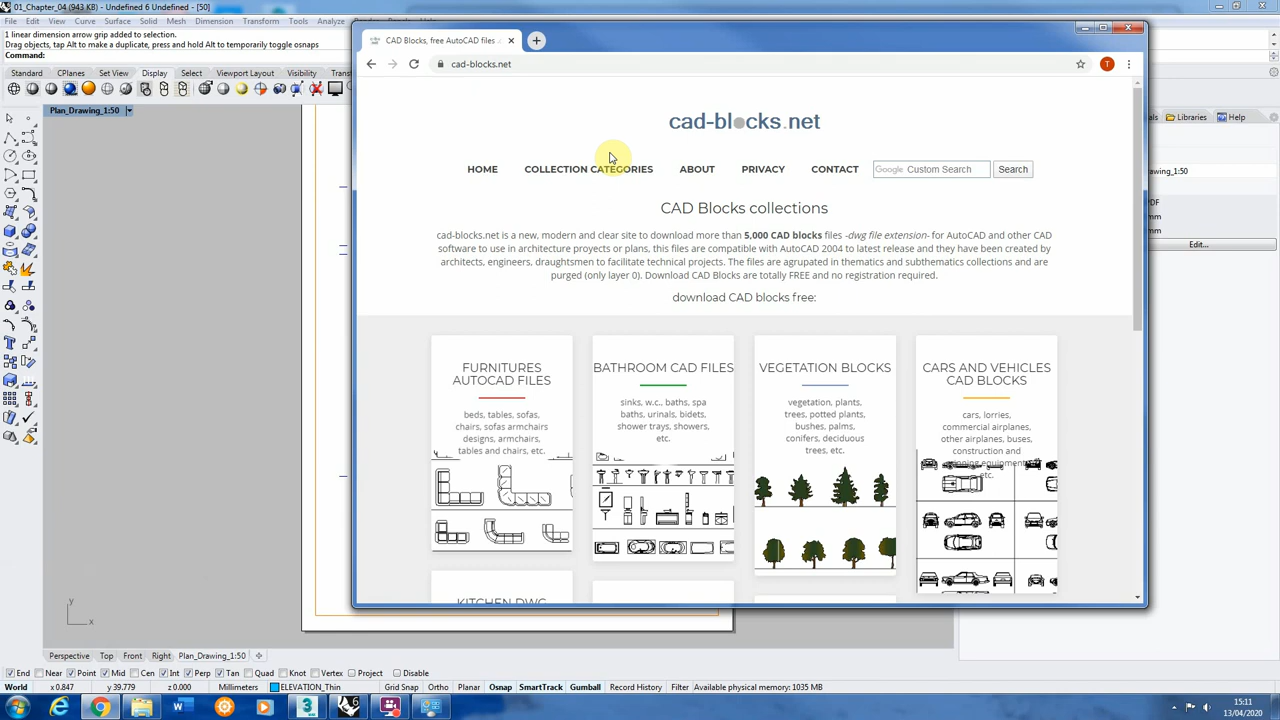 01_Chapter_04 (943 KB) - Undefined 6 Undefined - [50]
File Edit View Curve Surface Solid Mesh Dimension Transform Tools
1 linear dimension arrow grip added to selection.
Drag objects, tap Alt to make a duplicate, press and hold Alt to temporarily toggle osnaps
Command:
Standard CPlanes Set View Display Select Viewport Layout Visibility
Plan_Drawing_1:50
CAD Blocks, free AutoCAD files
cad-blocks.net
T
cad-blocks.net
HOME COLLECTION CATEGORIES ABOUT PRIVACY CONTACT Google Custom Search Search
CAD Blocks collections
cad-blocks.net is a new, modern and clear site to download more than 5,000 CAD blocks files -dwg file extension- for AutoCAD and other CAD
software to use in architecture projects or plans, this files are compatible with AutoCAD 2004 to latest release and they have been created by
architects, engineers, draughtsmen to facilitate technical projects. The files are agrupated in thematics and subthematics collections and are
purged (only layer 0). Download CAD Blocks are totally FREE and no registration required.
download CAD blocks free:
FURNITURES
AUTOCAD FILES
beds, tables, sofas,
chairs, sofas armchairs
designs, armchairs,
tables and chairs, etc.
BATHROOM CAD FILES
sinks, w.c., baths, spa
baths, urinals, bidets,
shower trays, showers,
etc.
VEGETATION BLOCKS
vegetation, plants,
trees, potted plants,
bushes, palms,
conifers, deciduous
trees, etc.
CARS AND VEHICLES
CAD BLOCKS
cars, lorries,
commercial airplanes,
other airplanes, buses,
construction and
etc.
KITCHEN DWG
Libraries Help
Edit...
y
x
Perspective Top Front Right Plan_Drawing_1:50
End Near Point Mid Cen Int Perp Tan Quad Knot Vertex Project Disable
World x 0.847 y 39.779 z 0.000 Millimeters ELEVATION_Thin Grid Snap Ortho Planar Osnap SmartTrack Gumball Record History Filter Available physical memory: 1035 MB
15:11
13/04/2020